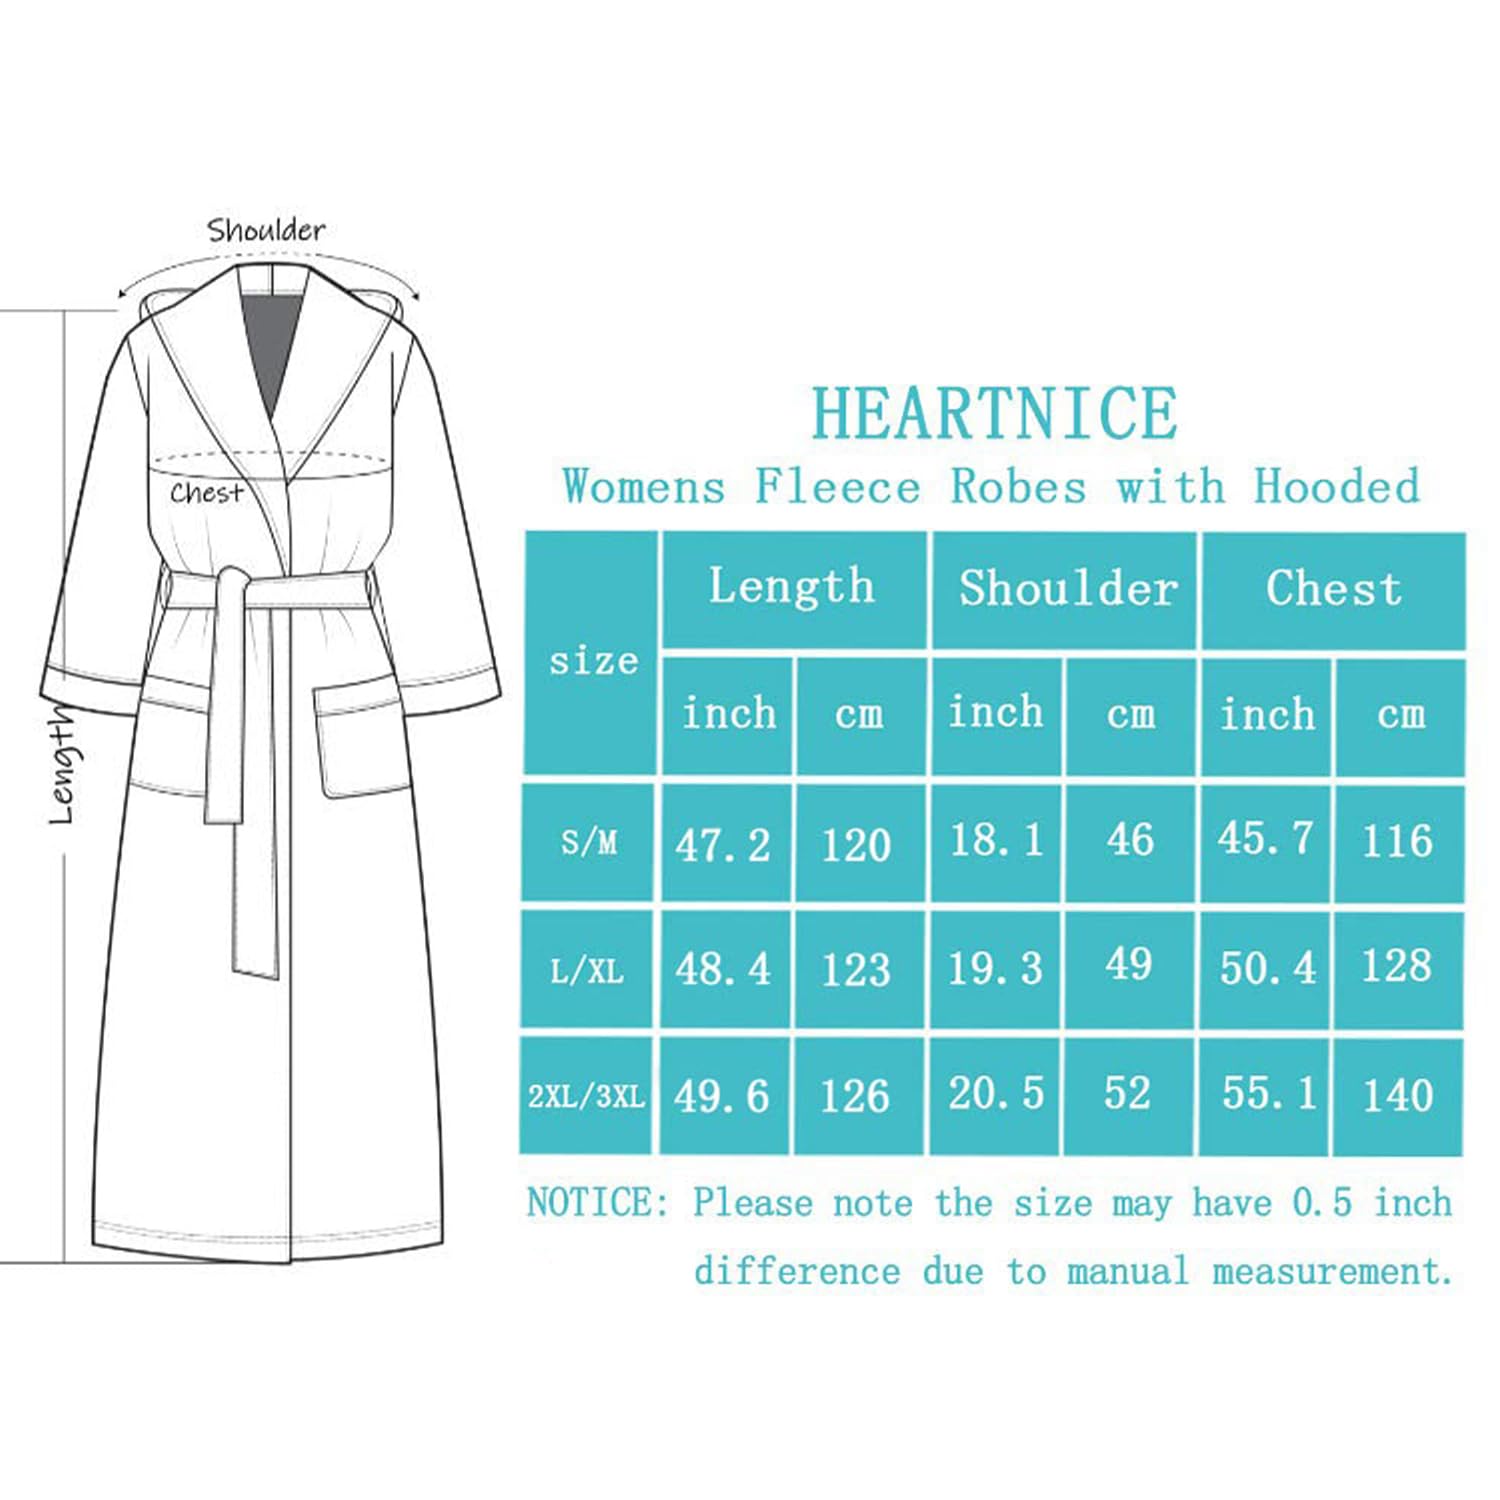 Shoulder
Chest
Length
HEARTNICE
Womens Fleece Robes with Hooded
size Length Shoulder Chest
inch cm inch cm inch cm
S/M 47.2 120 18.1 46 45.7 116
L/XL 48.4 123 19.3 49 50.4 128
2XL/3XL 49.6 126 20.5 52 55.1 140
NOTICE: Please note the size may have 0.5 inch
difference due to manual measurement.